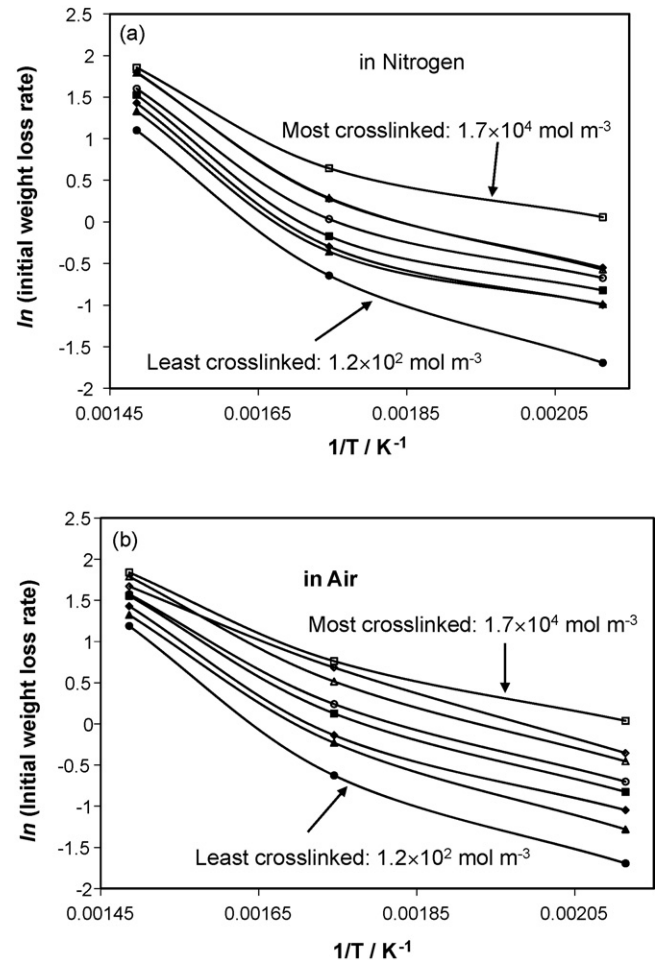 (a)
in Nitrogen
Most crosslinked: 1.7×10⁴ mol m⁻³
Least crosslinked: 1.2×10² mol m⁻³
2.5
2
1.5
1
0.5
0
-0.5
-1
-1.5
-2
ln (initial weight loss rate)
0.00145 0.00165 0.00185 0.00205
1/T / K⁻¹
(b)
in Air
Most crosslinked: 1.7×10⁴ mol m⁻³
Least crosslinked: 1.2×10² mol m⁻³
2.5
2
1.5
1
0.5
0
-0.5
-1
-1.5
-2
ln (Initial weight loss rate)
0.00145 0.00165 0.00185 0.00205
1/T / K⁻¹